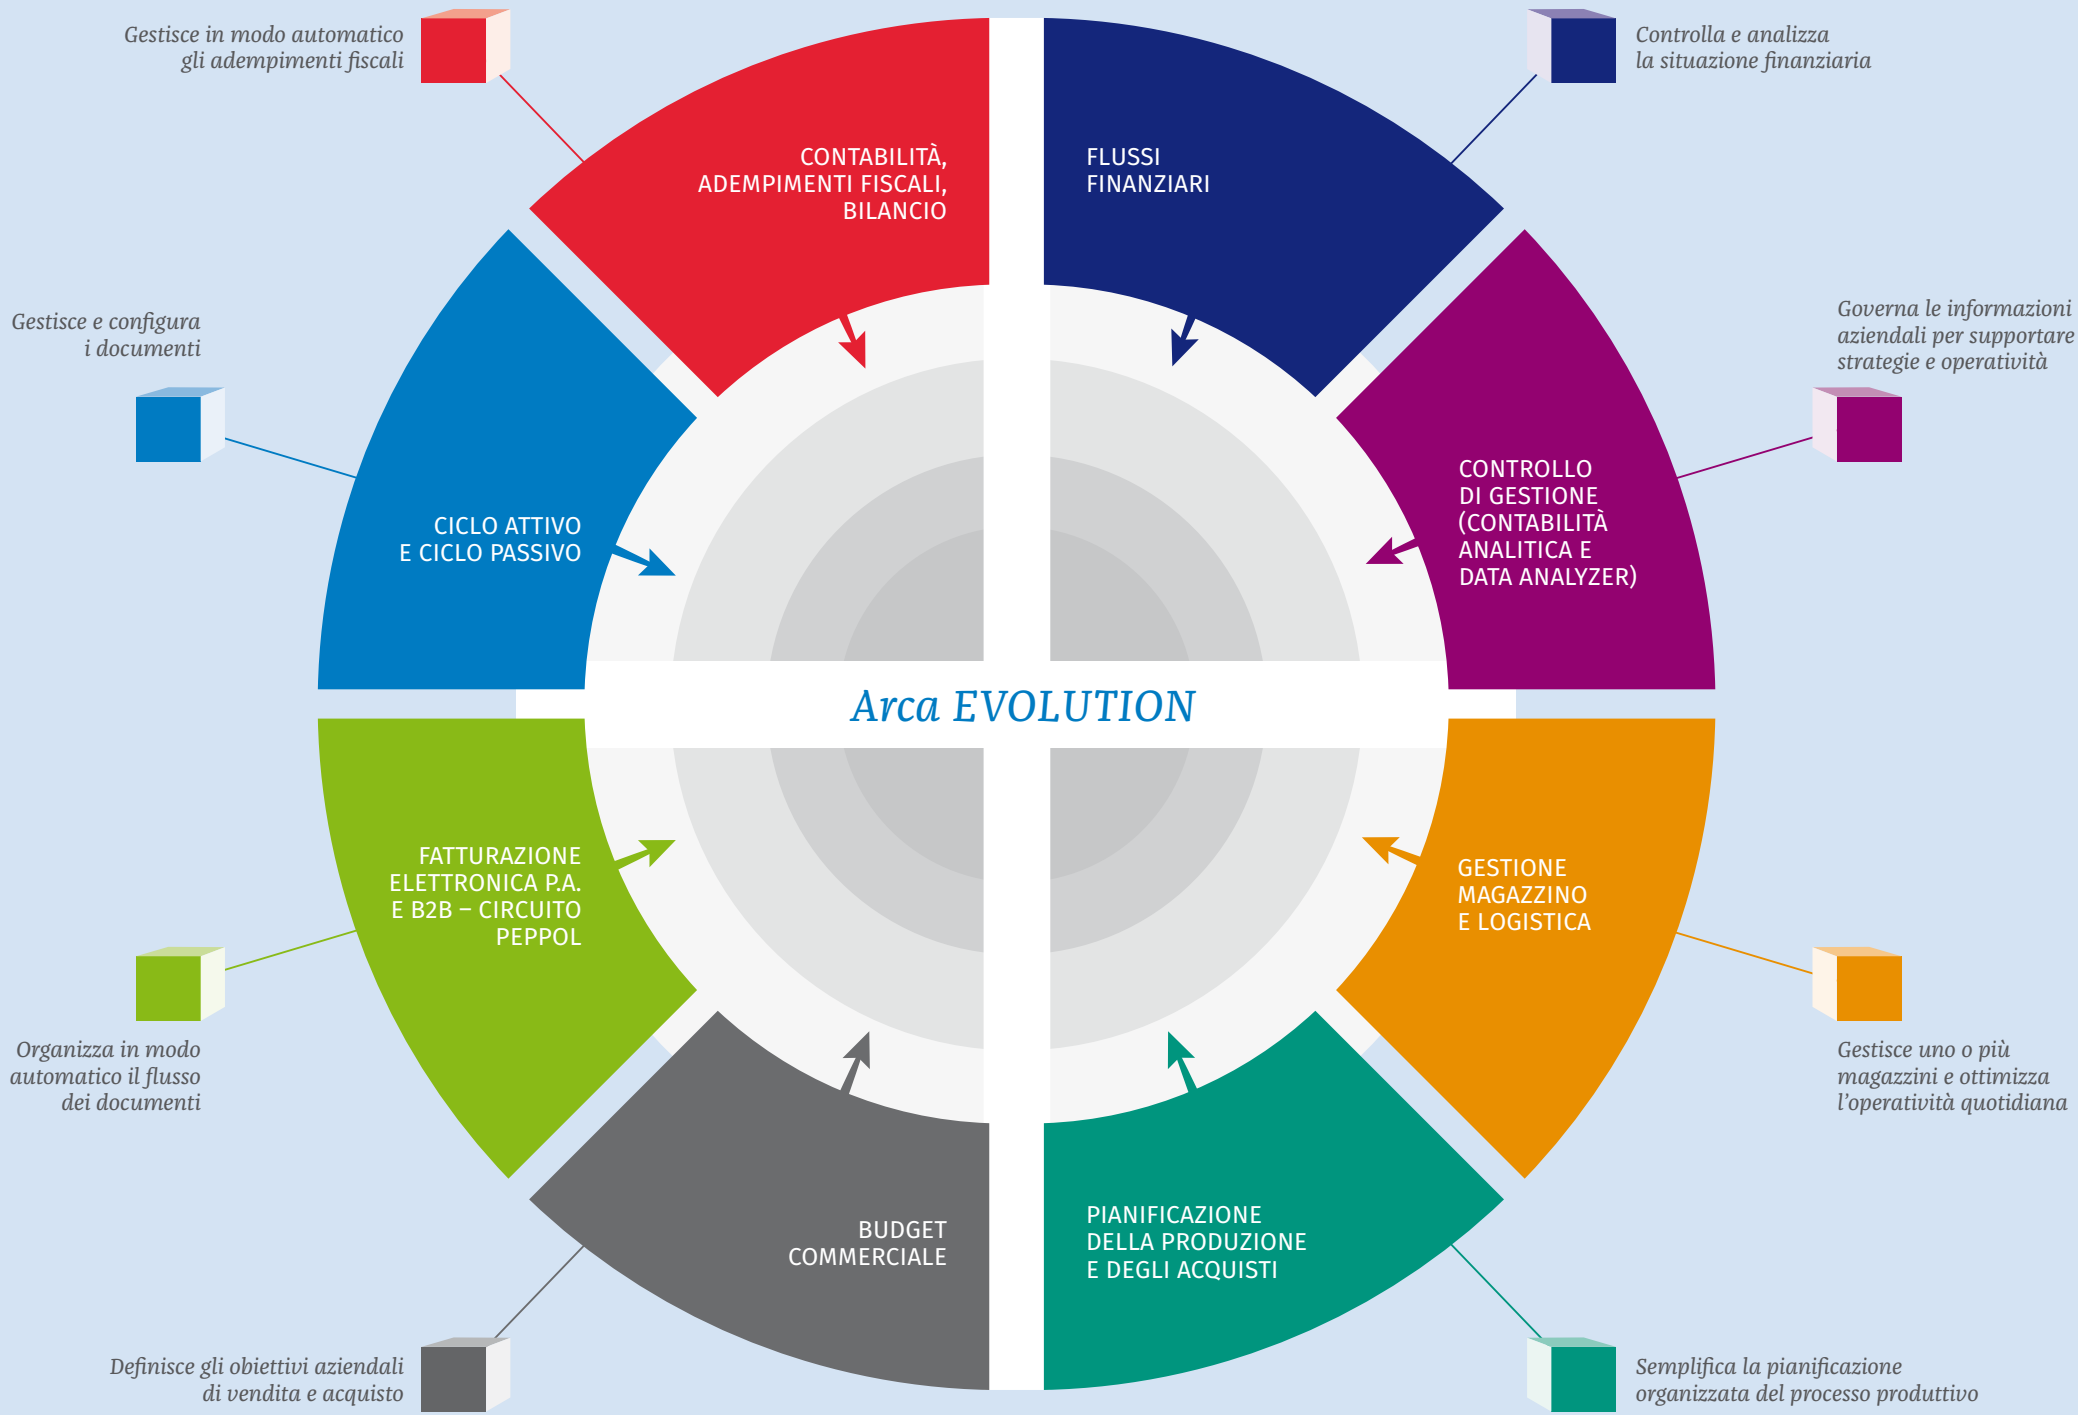 Gestisce in modo automatico
gli adempimenti fiscali
Controlla e analizza
la situazione finanziaria
CONTABILITÀ,
ADEMPIMENTI FISCALI,
BILANCIO
FLUSSI
FINANZIARI
Gestisce e configura
i documenti
Governa le informazioni
aziendali per supportare
strategie e operatività
CICLO ATTIVO
E CICLO PASSIVO
CONTROLLO
DI GESTIONE
(CONTABILITÀ
ANALITICA E
DATA ANALYZER)
Arca EVOLUTION
FATTURAZIONE
ELETTRONICA P.A.
E B2B – CIRCUITO
PEPPOL
GESTIONE
MAGAZZINO
E LOGISTICA
Organizza in modo
automatico il flusso
dei documenti
Gestisce uno o più
magazzini e ottimizza
l’operatività quotidiana
BUDGET
COMMERCIALE
PIANIFICAZIONE
DELLA PRODUZIONE
E DEGLI ACQUISTI
Definisce gli obiettivi aziendali
di vendita e acquisto
Semplifica la pianificazione
organizzata del processo produttivo